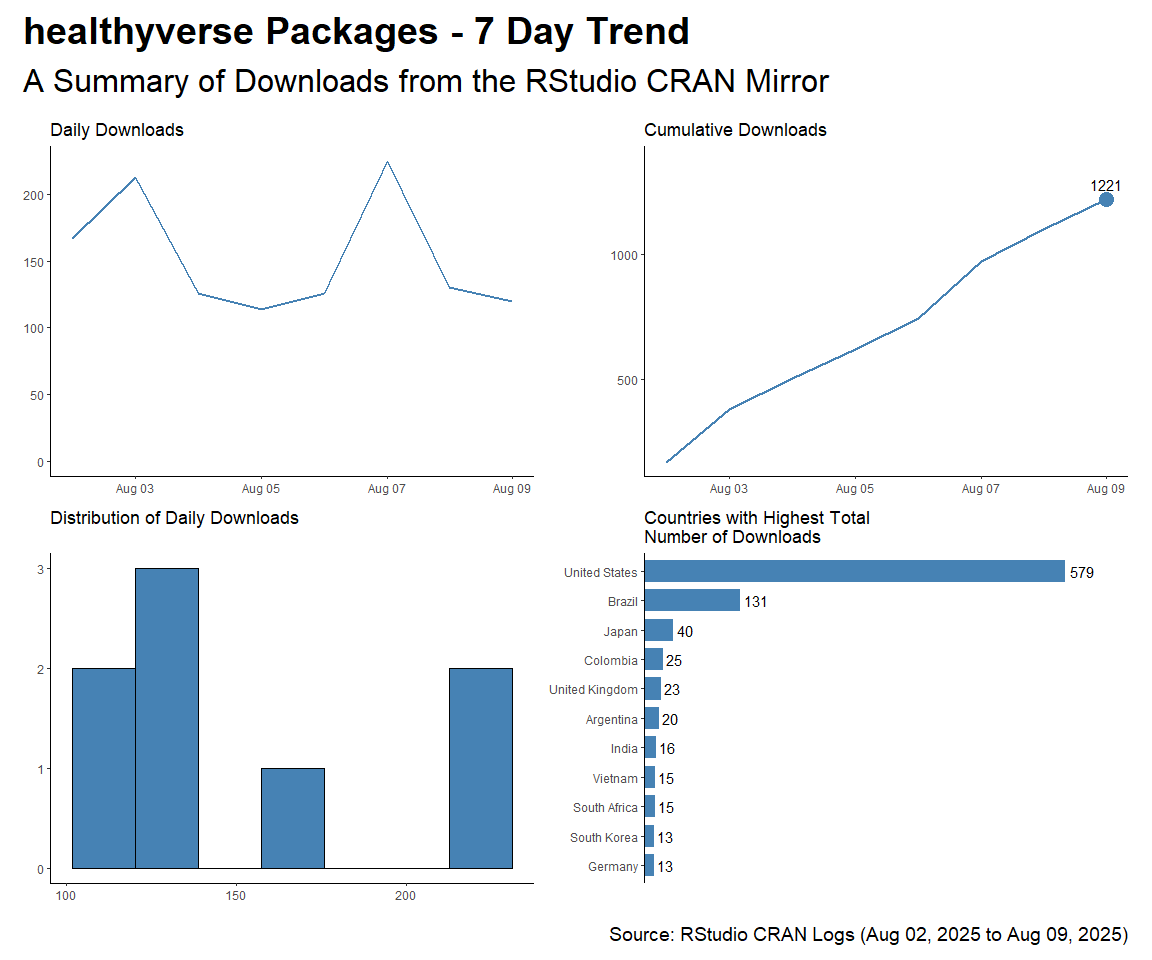 healthyverse Packages - 7 Day Trend
A Summary of Downloads from the RStudio CRAN Mirror
Daily Downloads
200
150
100
50
0
Aug 03
Aug 05
Aug 07
Aug 09
Cumulative Downloads
1221
1000
500
Aug 03
Aug 05
Aug 07
Aug 09
Distribution of Daily Downloads
3
2
1
0
100
150
200
Countries with Highest Total
Number of Downloads
United States 579
Brazil 131
Japan 40
Colombia 25
United Kingdom 23
Argentina 20
India 16
Vietnam 15
South Africa 15
South Korea 13
Germany 13
Source: RStudio CRAN Logs (Aug 02, 2025 to Aug 09, 2025)